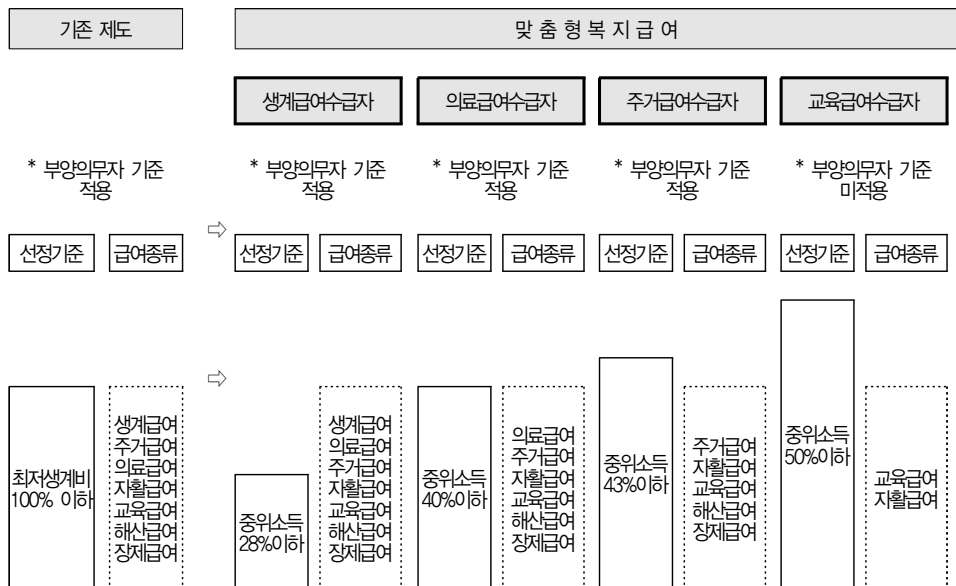 기존 제도
맞 춤 형 복 지 급 여
생계급여수급자
의료급여수급자
주거급여수급자
교육급여수급자
* 부양의무자 기준
적용
* 부양의무자 기준
적용
* 부양의무자 기준
적용
* 부양의무자 기준
적용
* 부양의무자 기준
미적용
⇨
선정기준
급여종류
선정기준
급여종류
선정기준
급여종류
선정기준
급여종류
선정기준
급여종류
⇨
최저생계비
100% 이하
생계급여
주거급여
의료급여
자활급여
교육급여
해산급여
장제급여
중위소득
28%이하
생계급여
의료급여
주거급여
자활급여
교육급여
해산급여
장제급여
중위소득
40%이하
의료급여
주거급여
자활급여
교육급여
해산급여
장제급여
중위소득
43%이하
주거급여
자활급여
교육급여
해산급여
장제급여
중위소득
50%이하
교육급여
자활급여